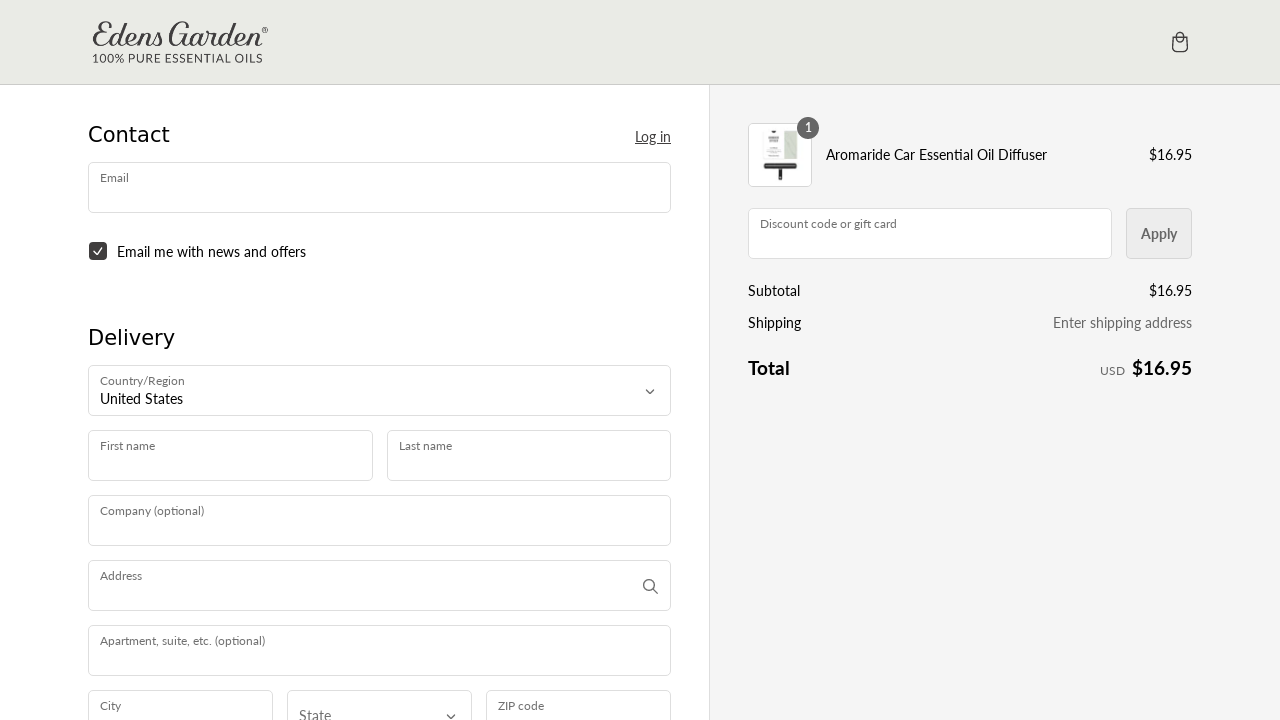 Edens Garden®
100% PURE ESSENTIAL OILS
Contact
Log in
Email
Email me with news and offers
Delivery
Country/Region
United States
First name
Last name
Company (optional)
Address
Apartment, suite, etc. (optional)
City
State
ZIP code
1
Aromaride Car Essential Oil Diffuser
$16.95
Discount code or gift card
Apply
Subtotal
$16.95
Shipping
Enter shipping address
Total
USD $16.95